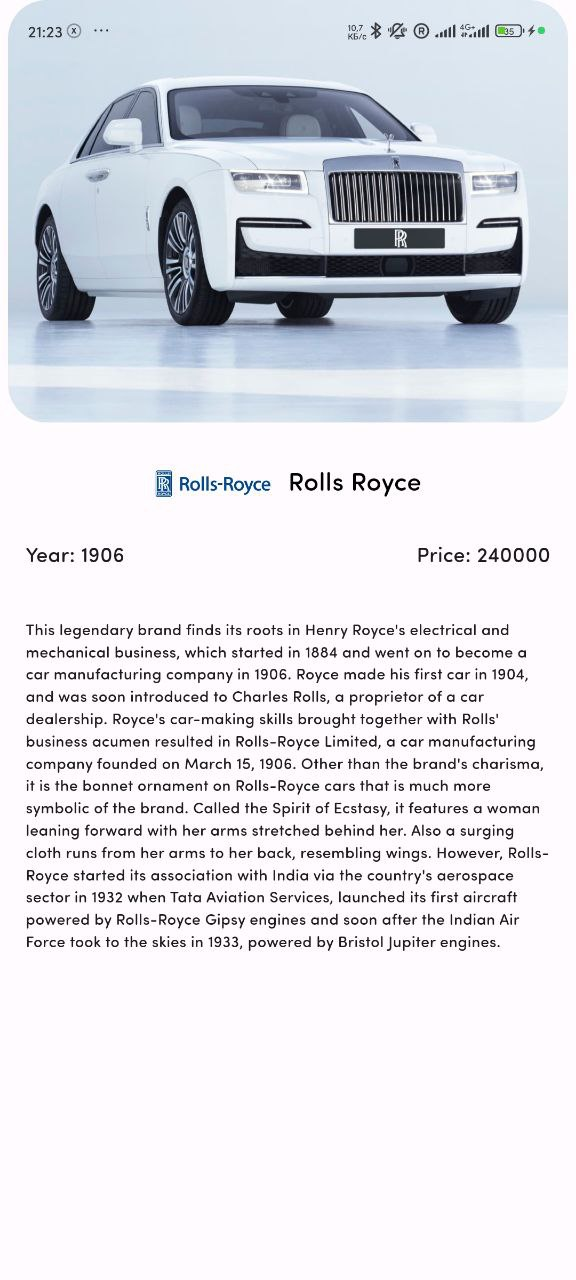 21:23
10,7
КБ/с
R
4G+
35
Rolls-Royce Rolls Royce
Year: 1906 Price: 240000
This legendary brand finds its roots in Henry Royce's electrical and
mechanical business, which started in 1884 and went on to become a
car manufacturing company in 1906. Royce made his first car in 1904,
and was soon introduced to Charles Rolls, a proprietor of a car
dealership. Royce's car-making skills brought together with Rolls'
business acumen resulted in Rolls-Royce Limited, a car manufacturing
company founded on March 15, 1906. Other than the brand's charisma,
it is the bonnet ornament on Rolls-Royce cars that is much more
symbolic of the brand. Called the Spirit of Ecstasy, it features a woman
leaning forward with her arms stretched behind her. Also a surging
cloth runs from her arms to her back, resembling wings. However, Rolls-
Royce started its association with India via the country's aerospace
sector in 1932 when Tata Aviation Services, launched its first aircraft
powered by Rolls-Royce Gipsy engines and soon after the Indian Air
Force took to the skies in 1933, powered by Bristol Jupiter engines.